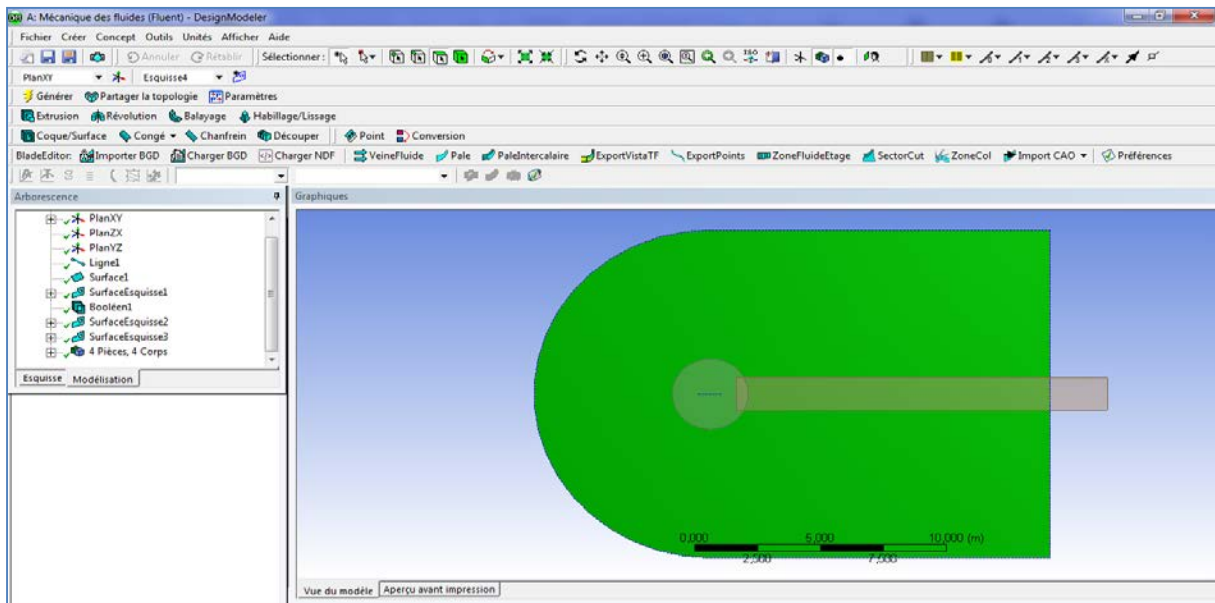 A: Mécanique des fluides (Fluent) - DesignModeler
Fichier Créer Concept Outils Unités Afficher Aide
Annuler Rétablir Sélectionner:
PlanXY Esquisse4
Générer Partager la topologie Paramètres
Extrusion Révolution Balayage Habillage/Lissage
Coque/Surface Congé Chanfrein Découper Point Conversion
BladeEditor: Importer BGD Charger BGD Charger NDF VeineFluide Pale PaleIntercalaire ExportVistaTF ExportPoints ZoneFluideEtage SectorCut ZoneCol Import CAO Préférences
Arborescence
Graphiques
PlanXY
PlanZX
PlanYZ
Ligne1
Surface1
SurfaceEsquisse1
Booléen1
SurfaceEsquisse2
SurfaceEsquisse3
4 Pièces, 4 Corps
Esquisse Modélisation
0,000 5,000 10,000 (m)
2,500 7,500
Vue du modèle Aperçu avant impression